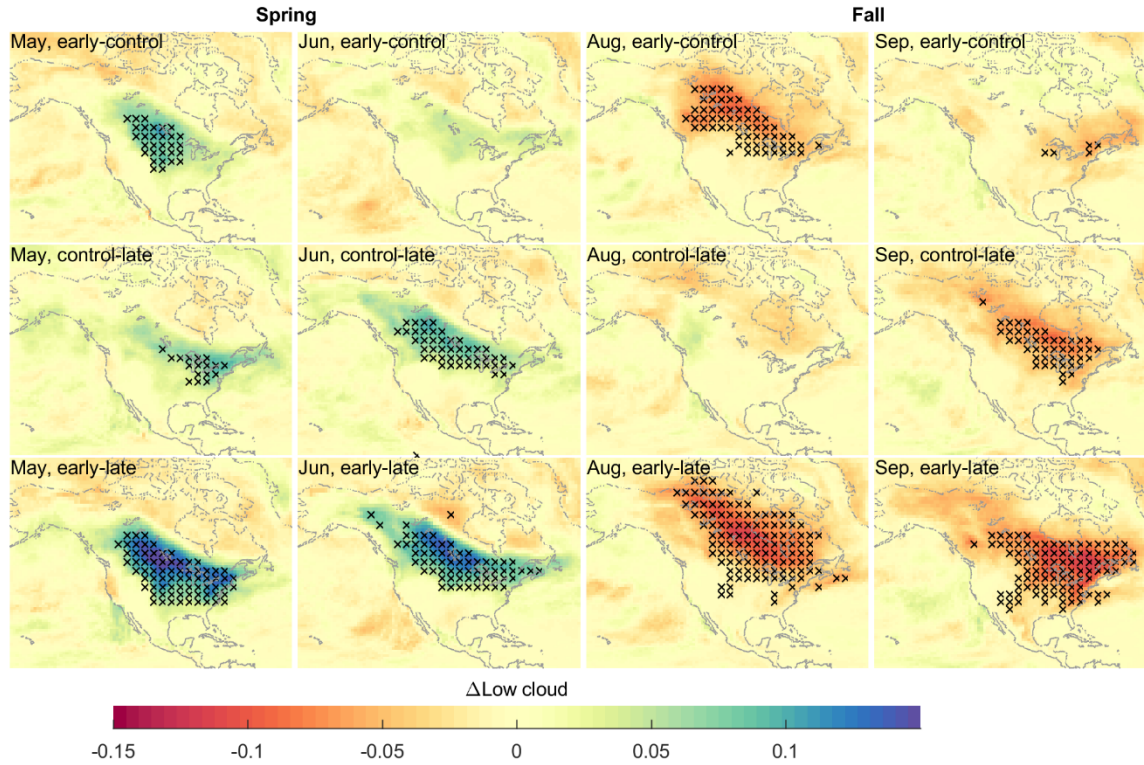 Spring Fall
May, early-control Jun, early-control Aug, early-control Sep, early-control
May, control-late Jun, control-late Aug, control-late Sep, control-late
May, early-late Jun, early-late Aug, early-late Sep, early-late
ΔLow cloud
-0.15 -0.1 -0.05 0 0.05 0.1